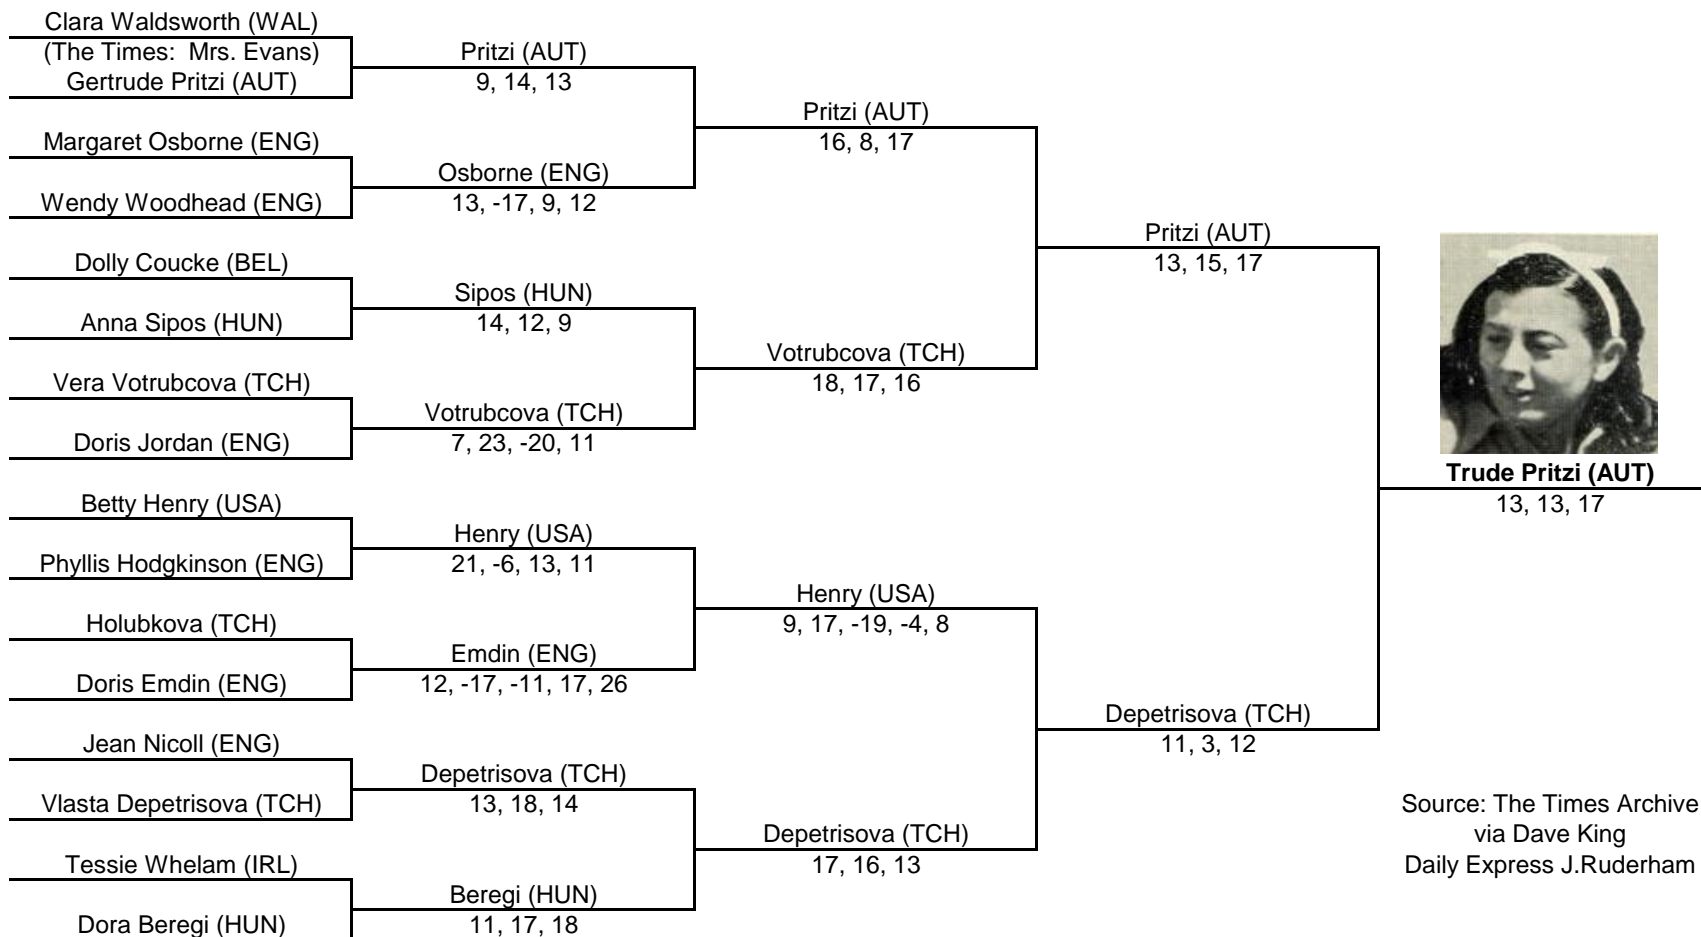 Clara Waldsworth (WAL)
(The Times:  Mrs. Evans)
Gertrude Pritzi (AUT)
Margaret Osborne (ENG)
Wendy Woodhead (ENG)
Dolly Coucke (BEL)
Anna Sipos (HUN)
Vera Votrubcova (TCH)
Doris Jordan (ENG)
Betty Henry (USA)
Phyllis Hodgkinson (ENG)
Holubkova (TCH)
Doris Emdin (ENG)
Jean Nicoll (ENG)
Vlasta Depetrisova (TCH)
Tessie Whelam (IRL)
Dora Beregi (HUN)
Pritzi (AUT)
9, 14, 13
Osborne (ENG)
13, -17, 9, 12
Sipos (HUN)
14, 12, 9
Votrubcova (TCH)
7, 23, -20, 11
Henry (USA)
21, -6, 13, 11
Emdin (ENG)
12, -17, -11, 17, 26
Depetrisova (TCH)
13, 18, 14
Beregi (HUN)
11, 17, 18
Pritzi (AUT)
16, 8, 17
Votrubcova (TCH)
18, 17, 16
Henry (USA)
9, 17, -19, -4, 8
Depetrisova (TCH)
17, 16, 13
Pritzi (AUT)
13, 15, 17
Depetrisova (TCH)
11, 3, 12
Trude Pritzi (AUT)
13, 13, 17
Source: The Times Archive
via Dave King
Daily Express J.Ruderham